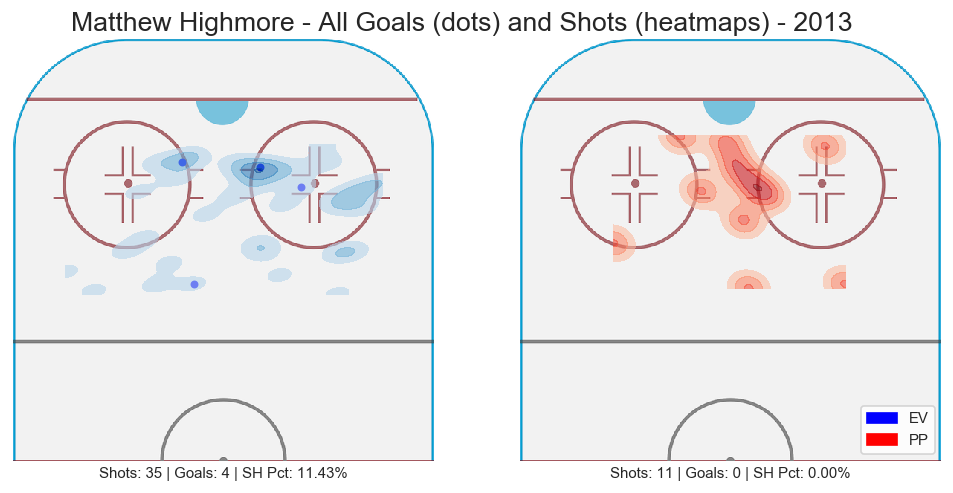 Matthew Highmore - All Goals (dots) and Shots (heatmaps) - 2013
EV
PP
Shots: 35 | Goals: 4 | SH Pct: 11.43%
Shots: 11 | Goals: 0 | SH Pct: 0.00%